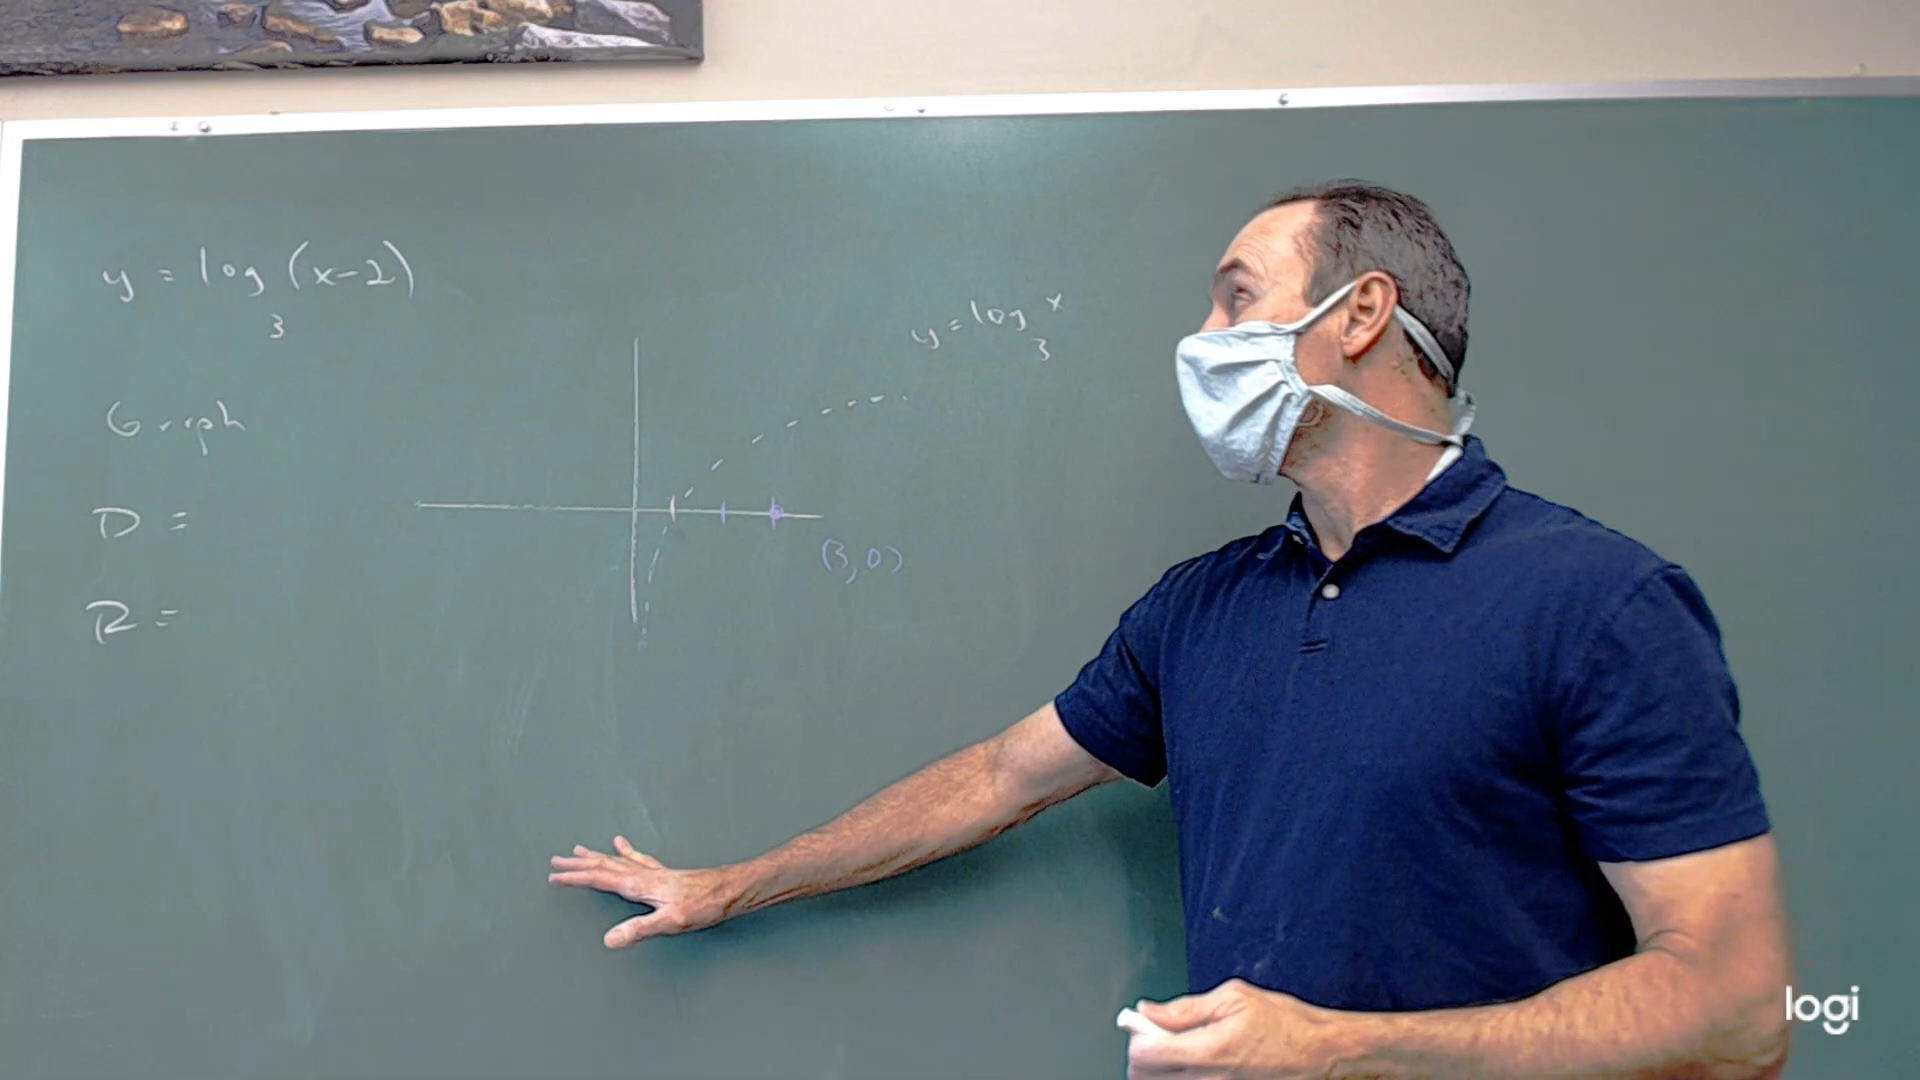 y = log₃ (x-2)
y = log₃ x
Graph
D =
(3,0)
R =
logi